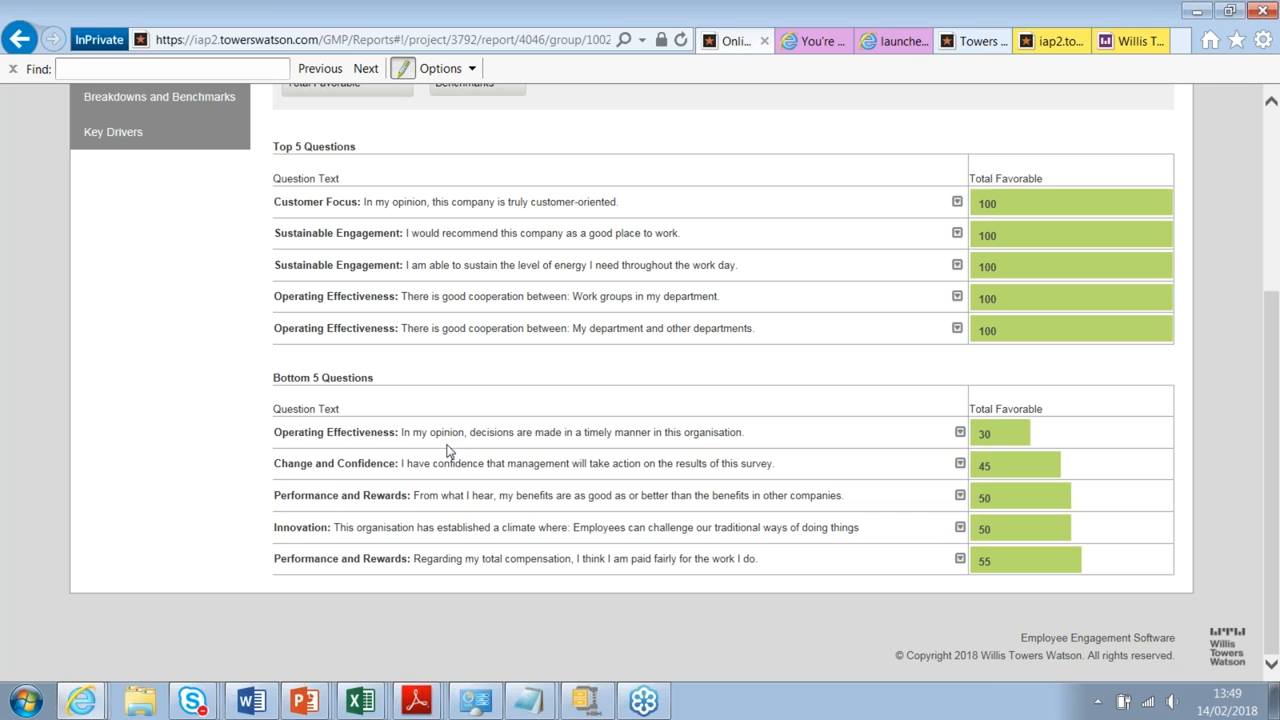 InPrivate
https://iap2.towerswatson.com/GMP/Reports#!/project/3792/report/4046/group/1002
Onli...
You're ...
launche...
Towers ...
iap2.to...
Willis T...
x Find:
Previous Next Options
Breakdowns and Benchmarks
Total Favorable
Benchmarks
Key Drivers
Top 5 Questions
Question Text Total Favorable
Customer Focus: In my opinion, this company is truly customer-oriented. 100
Sustainable Engagement: I would recommend this company as a good place to work. 100
Sustainable Engagement: I am able to sustain the level of energy I need throughout the work day. 100
Operating Effectiveness: There is good cooperation between: Work groups in my department. 100
Operating Effectiveness: There is good cooperation between: My department and other departments. 100
Bottom 5 Questions
Question Text Total Favorable
Operating Effectiveness: In my opinion, decisions are made in a timely manner in this organisation. 30
Change and Confidence: I have confidence that management will take action on the results of this survey. 45
Performance and Rewards: From what I hear, my benefits are as good as or better than the benefits in other companies. 50
Innovation: This organisation has established a climate where: Employees can challenge our traditional ways of doing things 50
Performance and Rewards: Regarding my total compensation, I think I am paid fairly for the work I do. 55
Employee Engagement Software
© Copyright 2018 Willis Towers Watson. All rights reserved.
Willis
Towers
Watson
13:49
14/02/2018